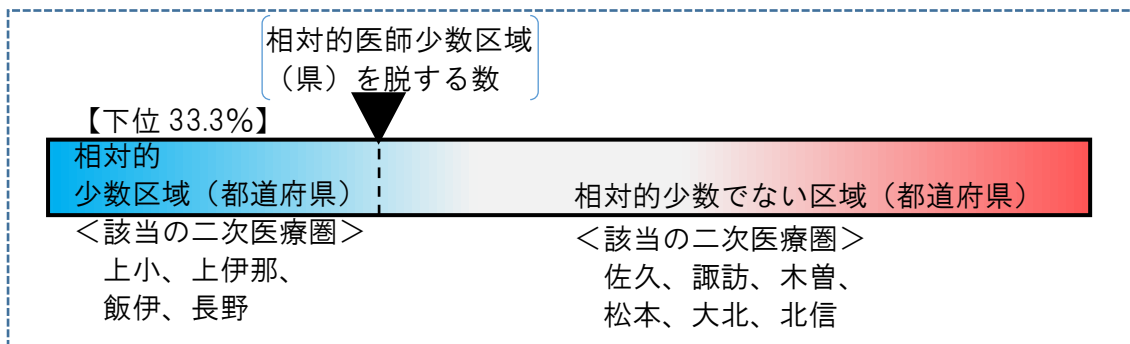 相対的医師少数区域
（県）を脱する数
【下位 33.3%】
相対的
少数区域（都道府県）
相対的少数でない区域（都道府県）
＜該当の二次医療圏＞
上小、上伊那、
飯伊、長野
＜該当の二次医療圏＞
佐久、諏訪、木曽、
松本、大北、北信